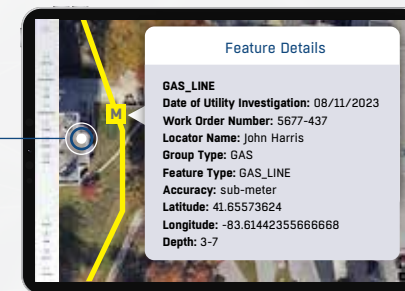 Feature Details
GAS_LINE
Date of Utility Investigation: 08/11/2023
Work Order Number: 5677-437
Locator Name: John Harris
Group Type: GAS
Feature Type: GAS_LINE
Accuracy: sub-meter
Latitude: 41.65573624
Longitude: -83.61442355666668
Depth: 3-7
M